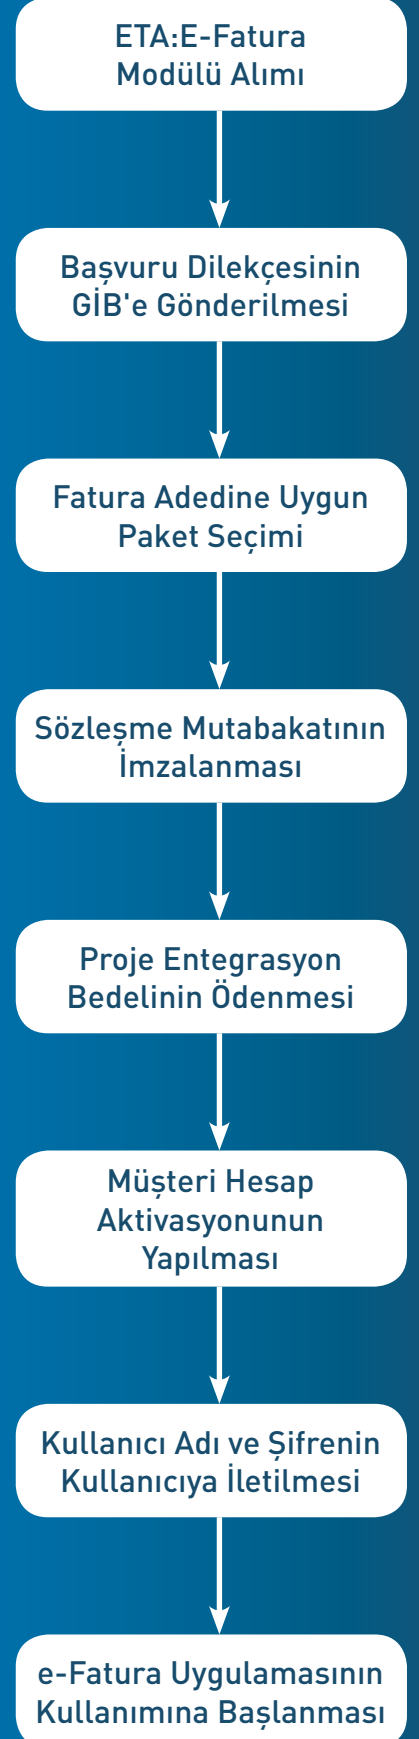 ETA:E-Fatura
Modülü Alımı
Başvuru Dilekçesinin
GİB'e Gönderilmesi
Fatura Adedine Uygun
Paket Seçimi
Sözleşme Mutabakatının
İmzalanması
Proje Entegrasyon
Bedelinin Ödenmesi
Müşteri Hesap
Aktivasyonunun
Yapılması
Kullanıcı Adı ve Şifrenin
Kullanıcıya İletilmesi
e-Fatura Uygulamasının
Kullanımına Başlanması